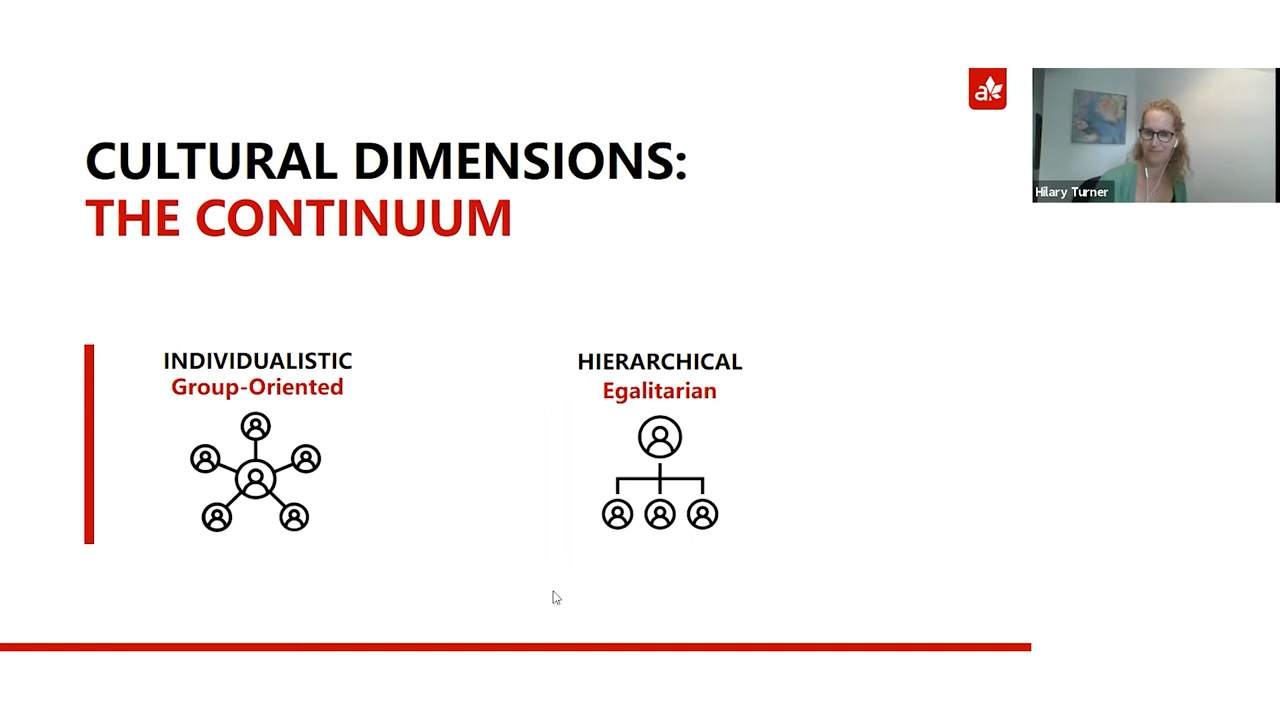 CULTURAL DIMENSIONS:
THE CONTINUUM
a
Hilary Turner
INDIVIDUALISTIC
Group-Oriented
HIERARCHICAL
Egalitarian